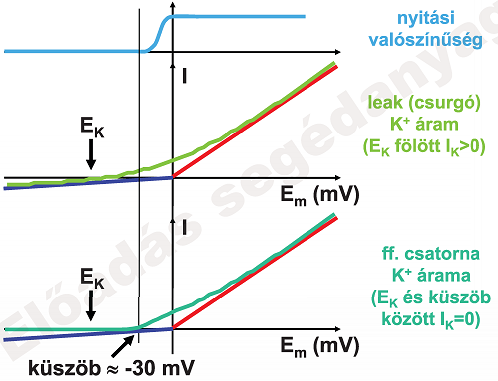 nyitási
valószínűség
I
leak (csurgó)
K⁺ áram
(E_K fölött I_K>0)
E_K
E_m (mV)
I
ff. csatorna
K⁺ árama
(E_K és küszöb
között I_K=0)
E_K
E_m (mV)
küszöb ≈ -30 mV
Előadás segédanyag